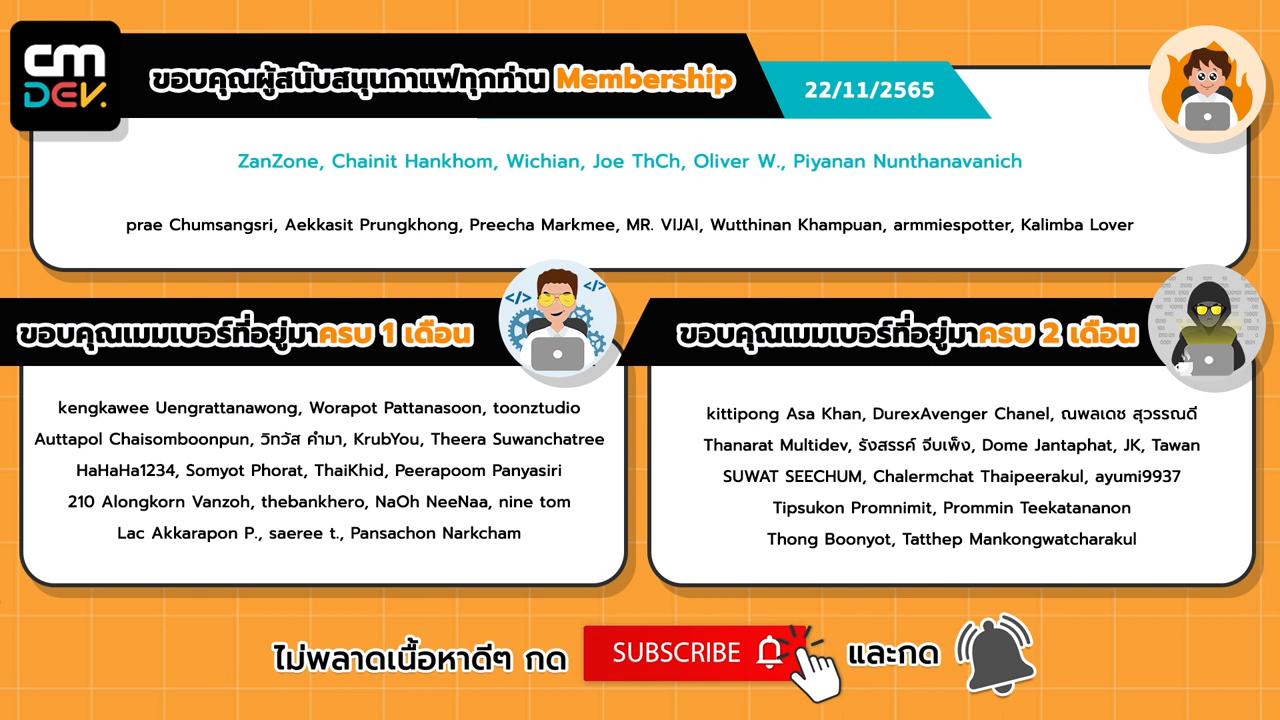 CM
DEV.
ขอบคุณผู้สนับสนุนกาแฟทุกท่าน Membership
22/11/2565
ZanZone, Chainit Hankhom, Wichian, Joe ThCh, Oliver W., Piyanan Nunthanavanich
prae Chumsangsri, Aekkasit Prungkhong, Preecha Markmee, MR. VIJAI, Wutthinan Khampuan, armmiespotter, Kalimba Lover
ขอบคุณเมมเบอร์ที่อยู่มาครบ 1 เดือน
</>
</>
kengkawee Uengrattanawong, Worapot Pattanasoon, toonztudio
Auttapol Chaisomboonpun, วิทวัส คำมา, KrubYou, Theera Suwanchatree
HaHaHa1234, Somyot Phorat, ThaiKhid, Peerapoom Panyasiri
210 Alongkorn Vanzoh, thebankhero, NaOh NeeNaa, nine tom
Lac Akkarapon P., saeree t., Pansachon Narkcham
ขอบคุณเมมเบอร์ที่อยู่มาครบ 2 เดือน
kittipong Asa Khan, DurexAvenger Chanel, ณพลเดช สุวรรณดี
Thanarat Multidev, รังสรรค์ จีบเพ็ง, Dome Jantaphat, JK, Tawan
SUWAT SEECHUM, Chalermchat Thaipeerakul, ayumi9937
Tipsukon Promnimit, Prommin Teekatananon
Thong Boonyot, Tatthep Mankongwatcharakul
ไม่พลาดเนื้อหาดีๆ กด SUBSCRIBE และกด